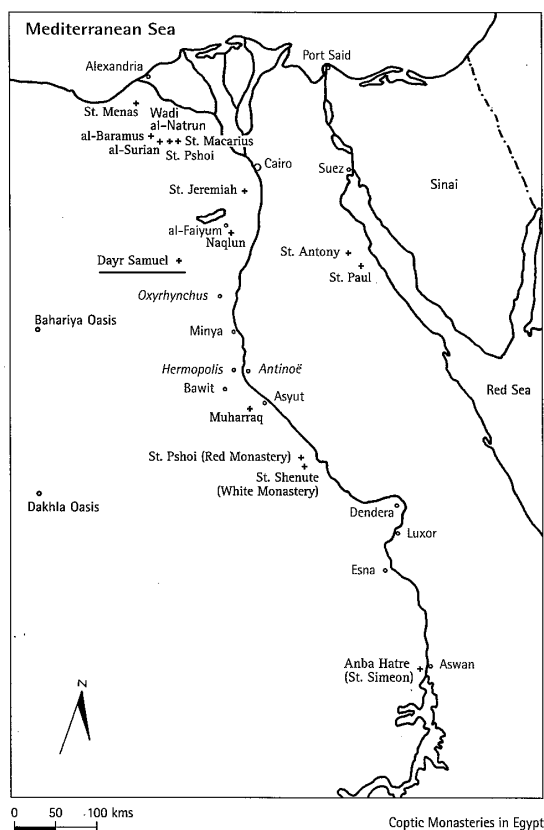 Mediterranean Sea
Port Said
Alexandria
St. Menas
Wadi
al-Natrun
al-Baramus
St. Macarius
al-Surian
St. Pshoi
Cairo
Suez
Sinai
St. Jeremiah
al-Faiyum
Naqlun
St. Antony
Dayr Samuel
St. Paul
Oxyrhynchus
Bahariya Oasis
Minya
Hermopolis
Antinoë
Bawit
Red Sea
Asyut
Muharraq
St. Pshoi (Red Monastery)
St. Shenute
(White Monastery)
Dakhla Oasis
Dendera
Luxor
Esna
Anba Hatre
(St. Simeon)
Aswan
N
0 50 100 kms
Coptic Monasteries in Egypt